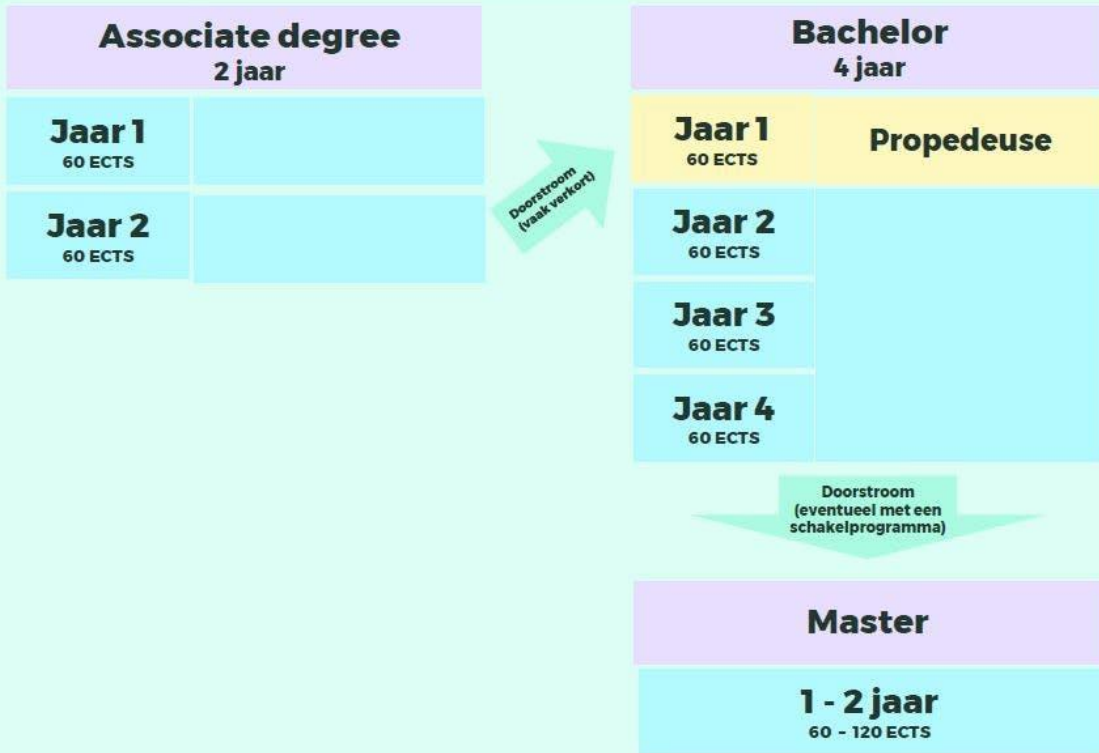 Associate degree
2 jaar
Jaar 1
60 ECTS
Jaar 2
60 ECTS
Doorstroom
(vaak verkort)
Bachelor
4 jaar
Jaar 1
60 ECTS
Propedeuse
Jaar 2
60 ECTS
Jaar 3
60 ECTS
Jaar 4
60 ECTS
Doorstroom
(eventueel met een
schakelprogramma)
Master
1 - 2 jaar
60 - 120 ECTS